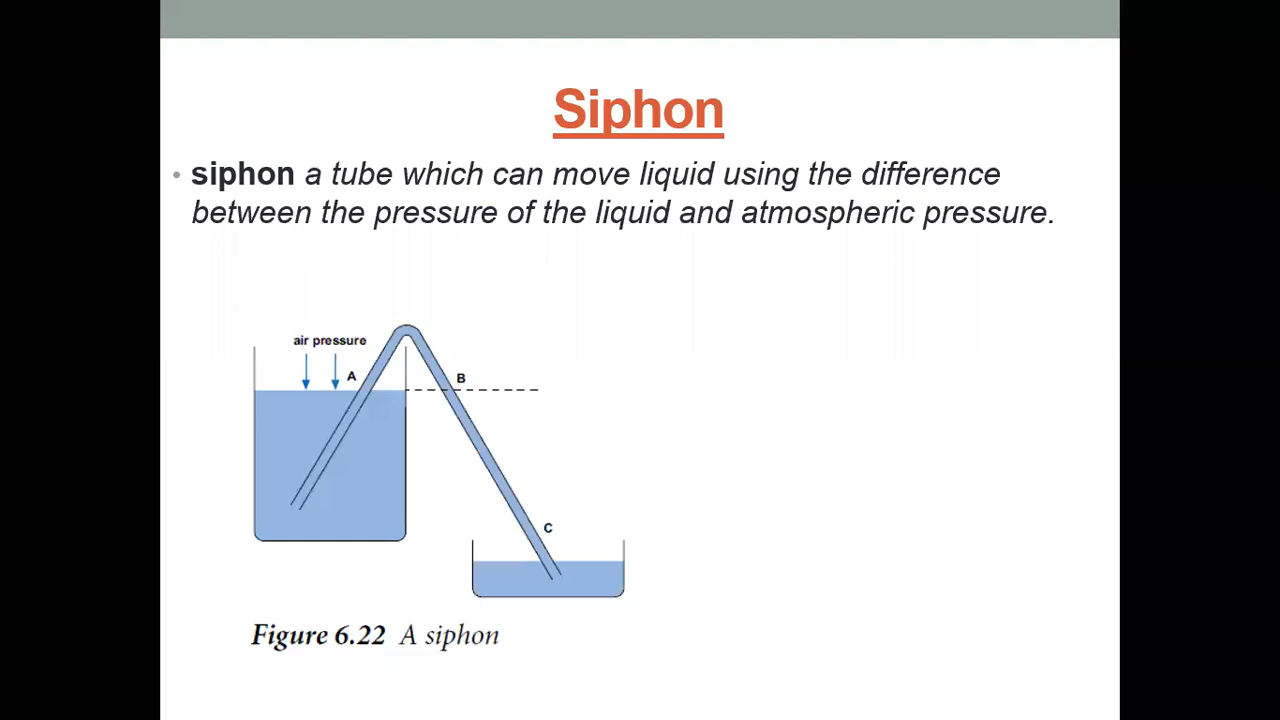 Siphon
• siphon a tube which can move liquid using the difference
between the pressure of the liquid and atmospheric pressure.
air pressure
A
B
C
Figure 6.22 A siphon